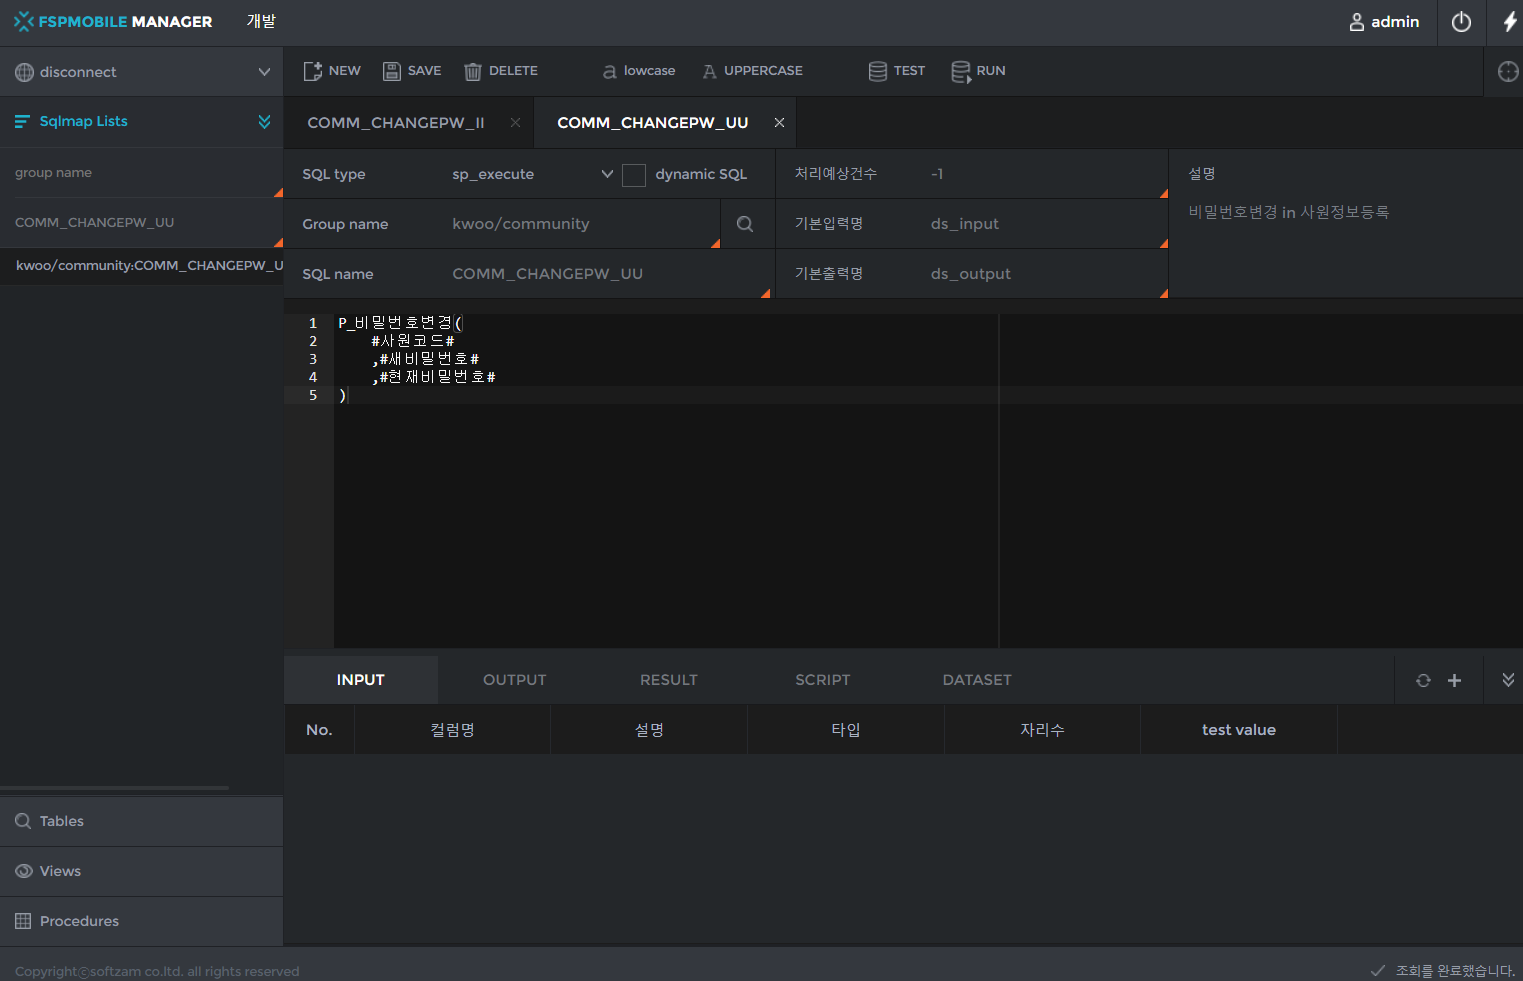 FSPMOBILE MANAGER
개발
admin
disconnect
NEW
SAVE
DELETE
lowcase
UPPERCASE
TEST
RUN
Sqlmap Lists
group name
COMM_CHANGEPW_UU
kwoo/community:COMM_CHANGEPW_U
COMM_CHANGEPW_II
COMM_CHANGEPW_UU
SQL type
sp_execute
dynamic SQL
처리예상건수
-1
설명
비밀번호변경 in 사원정보등록
Group name
kwoo/community
기본입력명
ds_input
SQL name
COMM_CHANGEPW_UU
기본출력명
ds_output
1 P_비밀번호변경(
2 #사원코드#
3 ,#새비밀번호#
4 ,#현재비밀번호#
5 )
INPUT
OUTPUT
RESULT
SCRIPT
DATASET
No.
컬럼명
설명
타입
자리수
test value
Tables
Views
Procedures
Copyrightⓒsoftzam co.ltd. all rights reserved
조회를 완료했습니다.